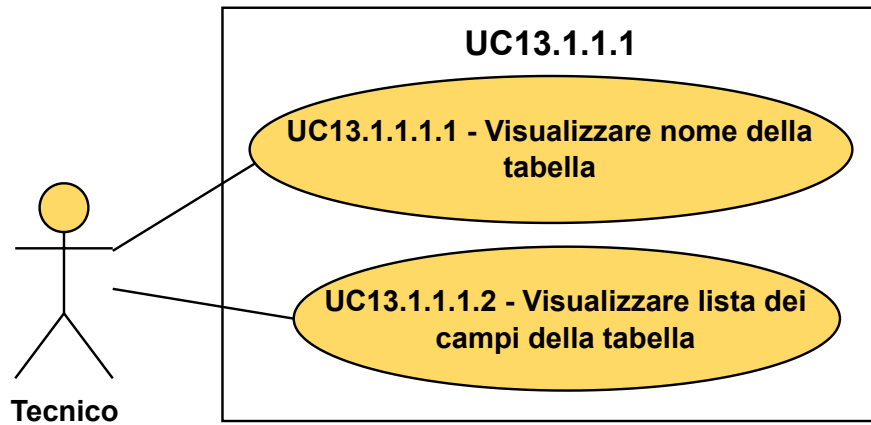 UC13.1.1.1
UC13.1.1.1.1 - Visualizzare nome della
tabella
UC13.1.1.1.2 - Visualizzare lista dei
campi della tabella
Tecnico